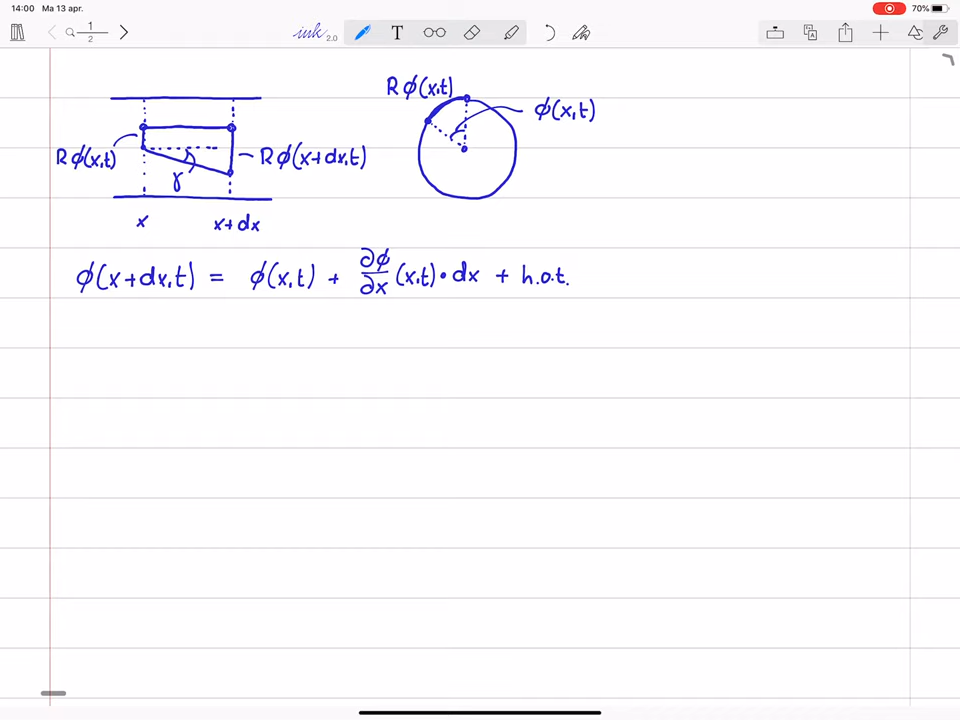 14:00 Ma 13 apr. 70%
1/2 ink 2.0 T
Rϕ(x,t)
ϕ(x,t)
Rϕ(x,t) Rϕ(x+dx,t)
γ
x x+dx
ϕ(x+dx,t) = ϕ(x,t) + ∂ϕ/∂x (x,t)•dx + h.o.t.